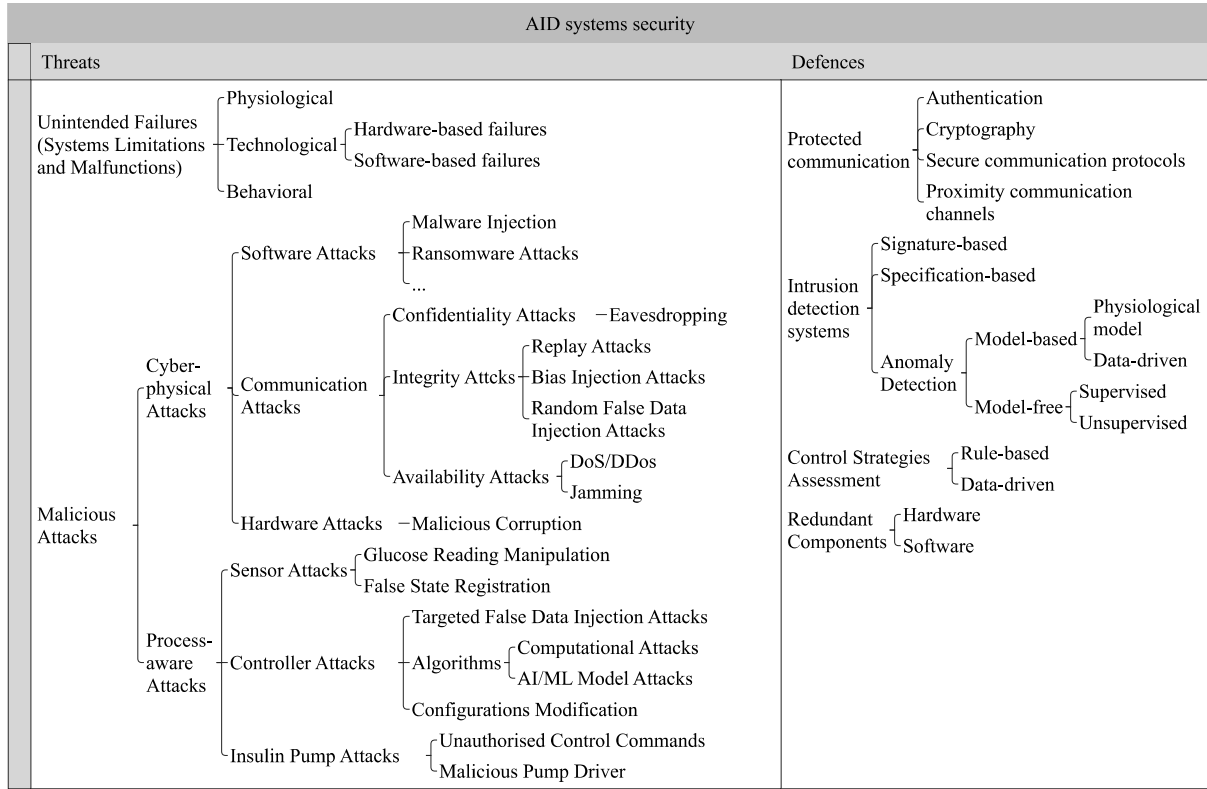 AID systems security
Threats
Defences
Unintended Failures
(Systems Limitations
and Malfunctions)
Physiological
Technological
Hardware-based failures
Software-based failures
Behavioral
Malicious
Attacks
Cyber-
physical
Attacks
Software Attacks
Malware Injection
Ransomware Attacks
...
Communication
Attacks
Confidentiality Attacks
Eavesdropping
Integrity Attcks
Replay Attacks
Bias Injection Attacks
Random False Data
Injection Attacks
Availability Attacks
DoS/DDos
Jamming
Hardware Attacks
Malicious Corruption
Process-
aware
Attacks
Sensor Attacks
Glucose Reading Manipulation
False State Registration
Controller Attacks
Targeted False Data Injection Attacks
Algorithms
Computational Attacks
AI/ML Model Attacks
Configurations Modification
Insulin Pump Attacks
Unauthorised Control Commands
Malicious Pump Driver
Protected
communication
Authentication
Cryptography
Secure communication protocols
Proximity communication
channels
Intrusion
detection
systems
Signature-based
Specification-based
Anomaly
Detection
Model-based
Physiological
model
Data-driven
Model-free
Supervised
Unsupervised
Control Strategies
Assessment
Rule-based
Data-driven
Redundant
Components
Hardware
Software